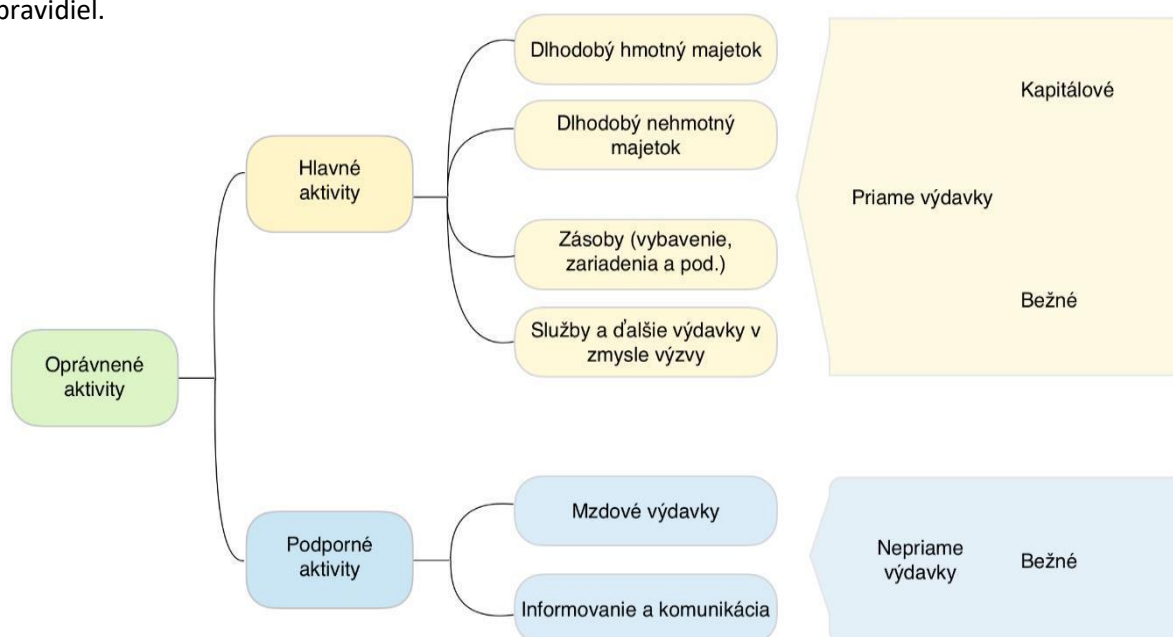 pravidiel.
Dlhodobý hmotný majetok
Kapitálové
Dlhodobý nehmotný
majetok
Hlavné
aktivity
Priame výdavky
Zásoby (vybavenie,
zariadenia a pod.)
Bežné
Služby a ďalšie výdavky v
zmysle výzvy
Oprávnené
aktivity
Mzdové výdavky
Podporné
aktivity
Nepriame
výdavky
Bežné
Informovanie a komunikácia